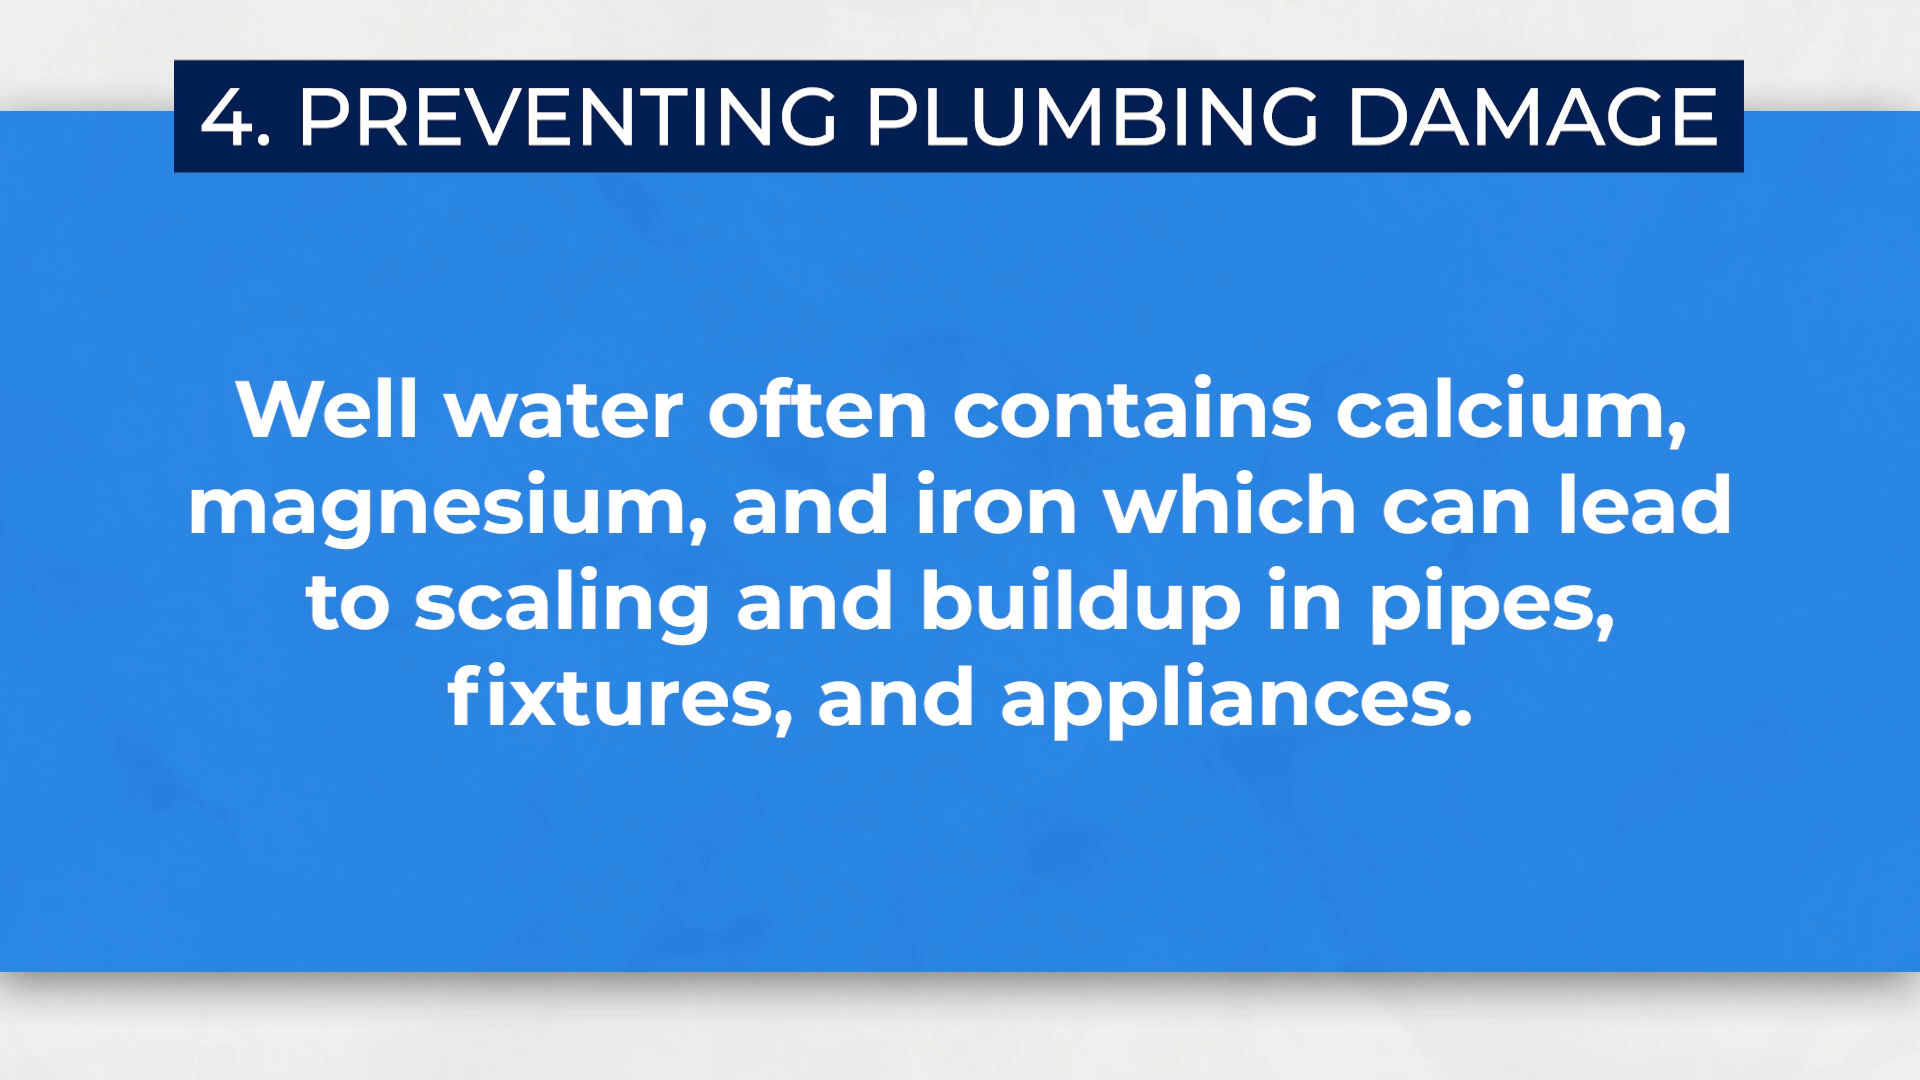 4. PREVENTING PLUMBING DAMAGE
Well water often contains calcium,
magnesium, and iron which can lead
to scaling and buildup in pipes,
fixtures, and appliances.